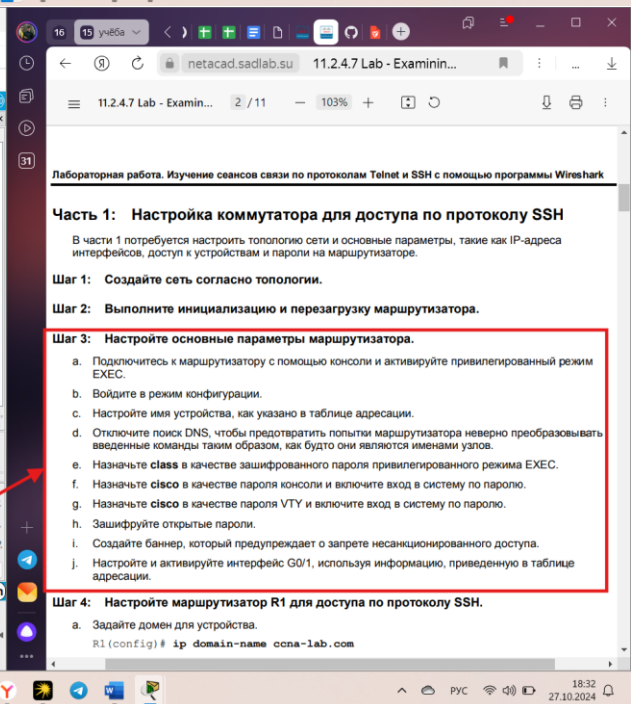 16
15 учёба
netacad.sadlab.su 11.2.4.7 Lab - Examinin...
11.2.4.7 Lab - Examin... 2 / 11 — 103% +
31
Лабораторная работа. Изучение сеансов связи по протоколам Telnet и SSH с помощью программы Wireshark
Часть 1: Настройка коммутатора для доступа по протоколу SSH
В части 1 потребуется настроить топологию сети и основные параметры, такие как IP-адреса
интерфейсов, доступ к устройствам и пароли на маршрутизаторе.
Шаг 1: Создайте сеть согласно топологии.
Шаг 2: Выполните инициализацию и перезагрузку маршрутизатора.
Шаг 3: Настройте основные параметры маршрутизатора.
a. Подключитесь к маршрутизатору с помощью консоли и активируйте привилегированный режим
EXEC.
b. Войдите в режим конфигурации.
c. Настройте имя устройства, как указано в таблице адресации.
d. Отключите поиск DNS, чтобы предотвратить попытки маршрутизатора неверно преобразовывать
введенные команды таким образом, как будто они являются именами узлов.
e. Назначьте class в качестве зашифрованного пароля привилегированного режима EXEC.
f. Назначьте cisco в качестве пароля консоли и включите вход в систему по паролю.
g. Назначьте cisco в качестве пароля VTY и включите вход в систему по паролю.
h. Зашифруйте открытые пароли.
i. Создайте баннер, который предупреждает о запрете несанкционированного доступа.
j. Настройте и активируйте интерфейс G0/1, используя информацию, приведенную в таблице
адресации.
Шаг 4: Настройте маршрутизатор R1 для доступа по протоколу SSH.
a. Задайте домен для устройства.
R1(config)# ip domain-name ccna-lab.com
РУС
18:32
27.10.2024